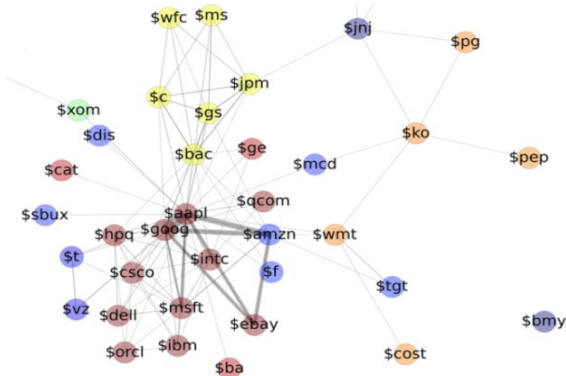 $wfc
$ms
$jnj
$pg
$c
$jpm
$gs
$xom
$dis
$ko
$bac
$ge
$mcd
$pep
$cat
$qcom
$sbux
$aapl
$goog
$hpq
$amzn
$wmt
$t
$csco
$intc
$f
$tgt
$vz
$dell
$msft
$ebay
$bmy
$orcl
$ibm
$cost
$ba